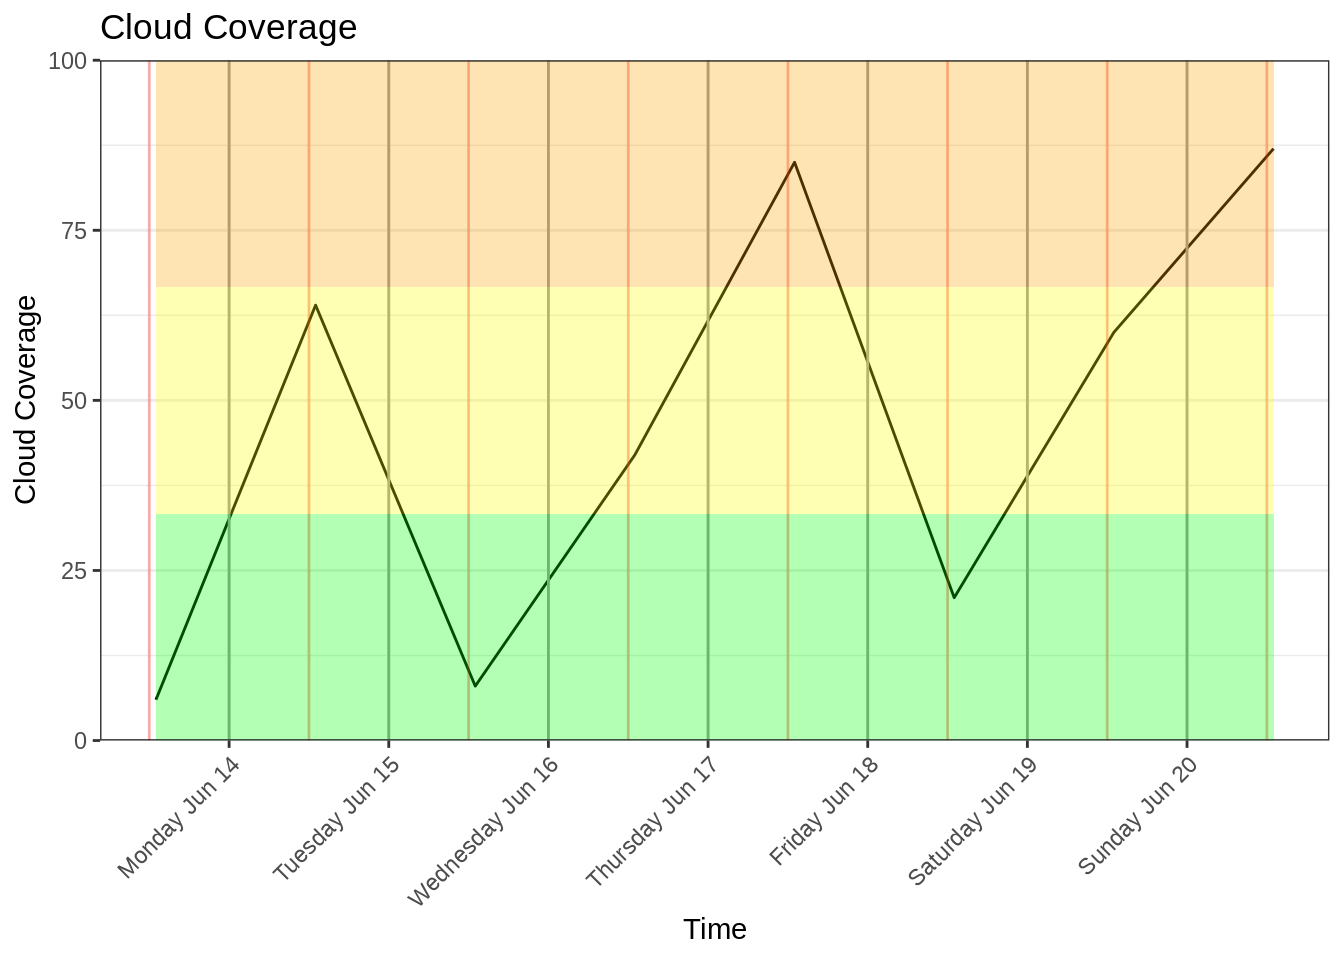 Cloud Coverage
100
75
50
25
0
Cloud Coverage
Monday Jun 14
Tuesday Jun 15
Wednesday Jun 16
Thursday Jun 17
Friday Jun 18
Saturday Jun 19
Sunday Jun 20
Time